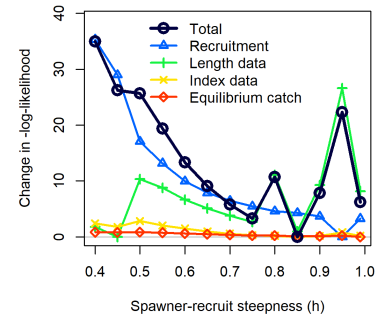 Total
Recruitment
Length data
Index data
Equilibrium catch
Change in -log-likelihood
40
30
20
10
0
0.4 0.5 0.6 0.7 0.8 0.9 1.0
Spawner-recruit steepness (h)